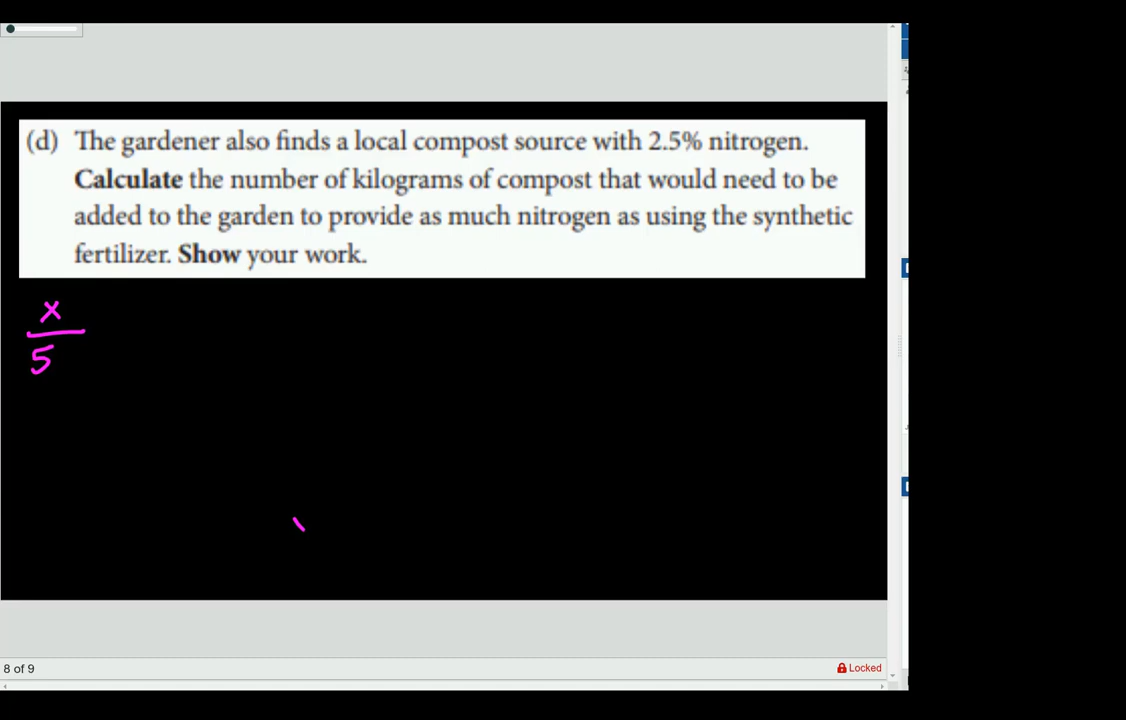 (d) The gardener also finds a local compost source with 2.5% nitrogen.
Calculate the number of kilograms of compost that would need to be
added to the garden to provide as much nitrogen as using the synthetic
fertilizer. Show your work.
x
5
8 of 9
Locked